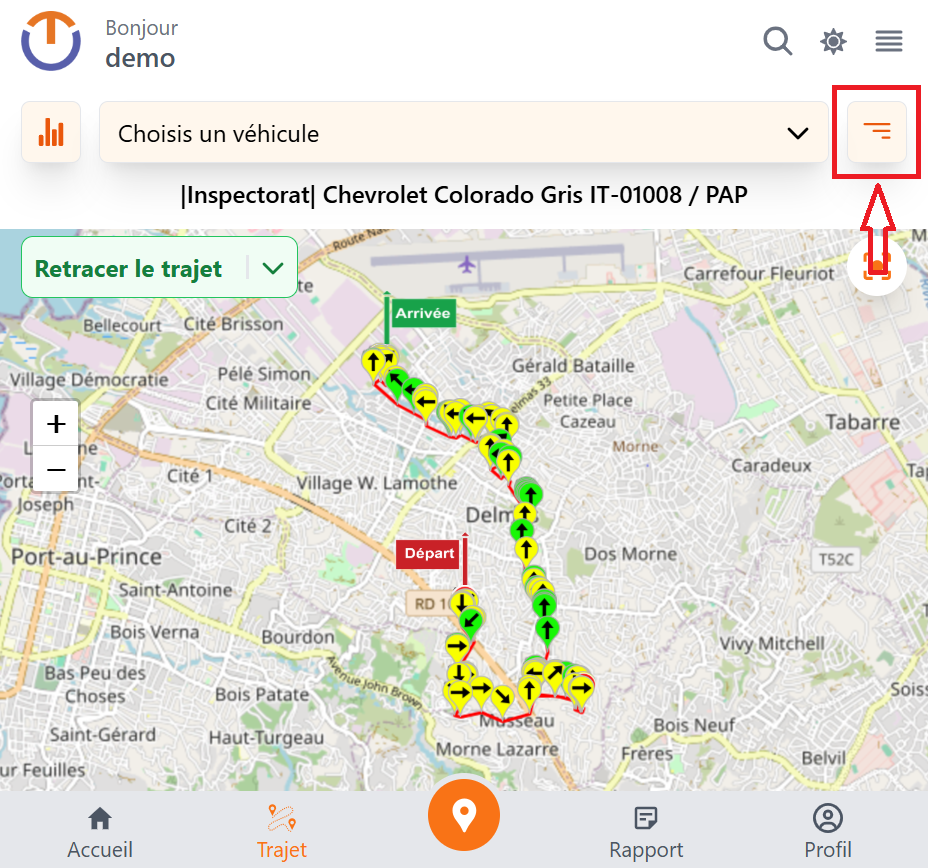 Bonjour
demo
Choisis un véhicule
|Inspectorat| Chevrolet Colorado Gris IT-01008 / PAP
Retracer le trajet
Carrefour Fleuriot
Arrivée
Bellecourt
Cité Brisson
Village Démocratie
Pélé Simon
Gérald Bataille
Cité Militaire
elmas 33
Petite Place
Cazeau
Tabarre
+
−
Morne
Caradeux
Cité 1
Village W. Lamothe
Joseph
Cité 2
Delmas
Port-au-Prince
Départ
Dos Morne
T52C
Saint-Antoine
RD 1
Bois Verna
Bourdon
Vivy Mitchell
Bas Peu des
Choses
Avenue John Brown
Bois Patate
Musseau
Bois Neuf
Saint-Gérard
Haut-Turgeau
Morne Lazarre
Frères
Belvil
ur Feuilles
Accueil
Trajet
Rapport
Profil